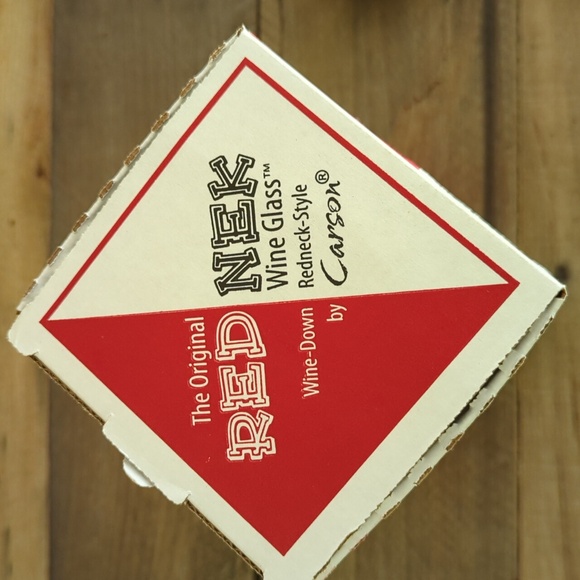 The Original
RED NEK
Wine Glass™
Wine-Down Redneck-Style
by Carson®